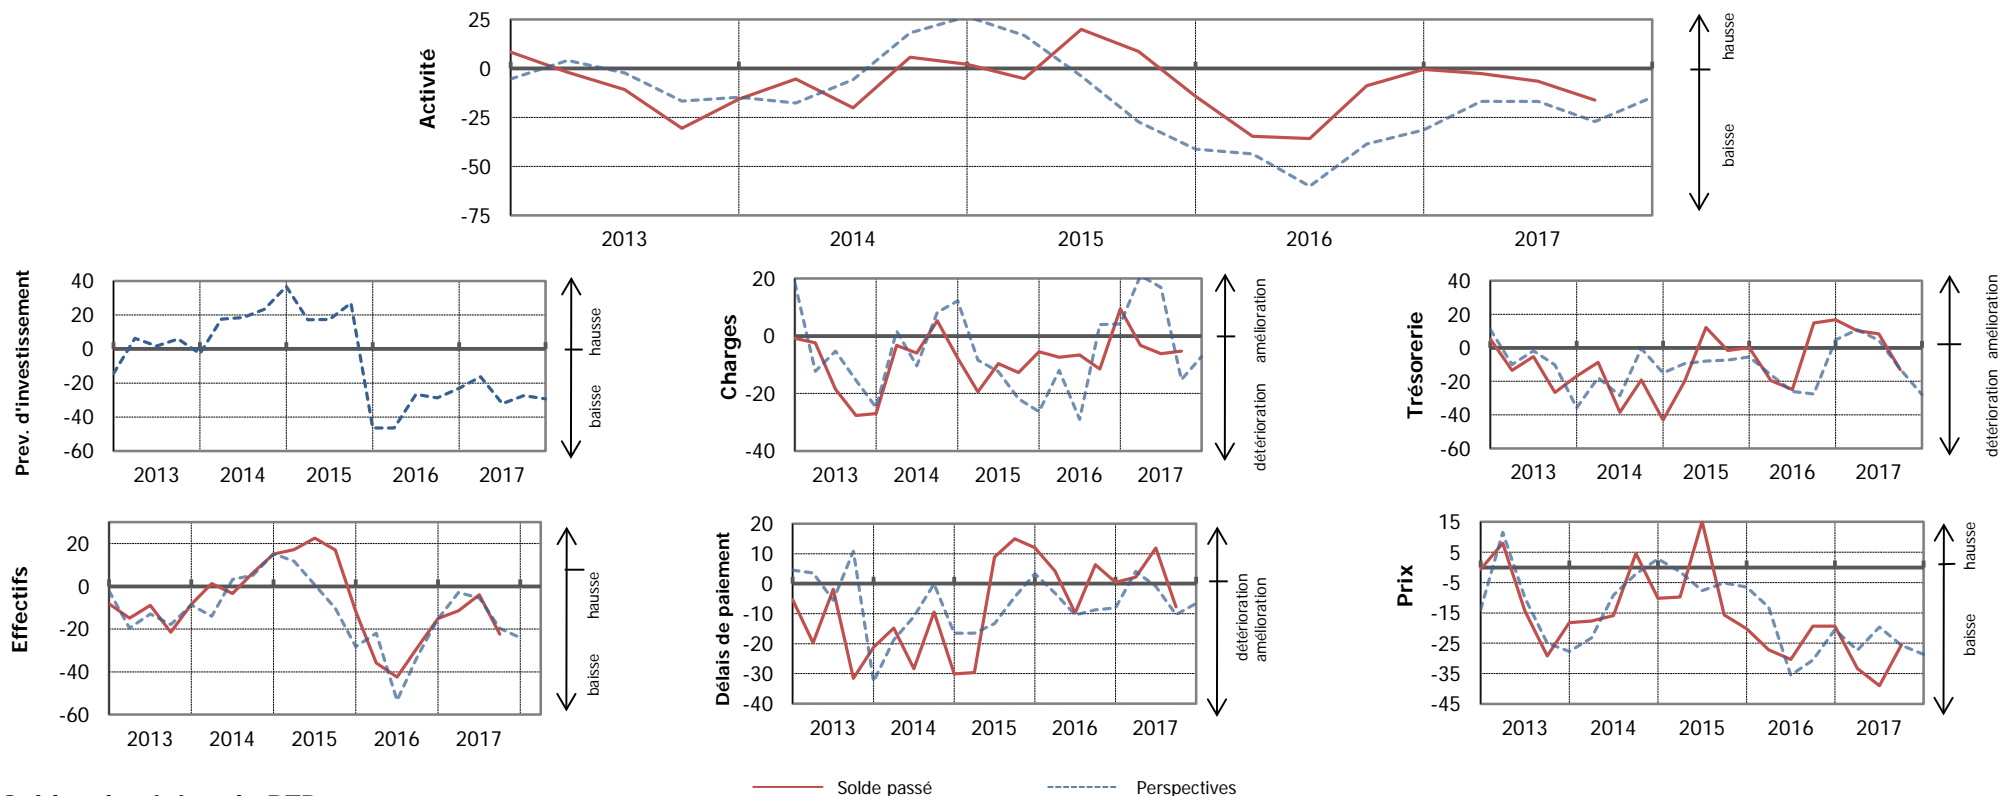 Activité
25
0
-25
-50
-75
2013 2014 2015 2016 2017
hausse
baisse
Prev. d'investissement
40
20
0
-20
-40
-60
2013 2014 2015 2016 2017
hausse
baisse
Charges
20
0
-20
-40
2013 2014 2015 2016 2017
amélioration
détérioration
Trésorerie
40
20
0
-20
-40
-60
2013 2014 2015 2016 2017
amélioration
détérioration
Effectifs
20
0
-20
-40
-60
2013 2014 2015 2016 2017
hausse
baisse
Délais de paiement
20
10
0
-10
-20
-30
-40
2013 2014 2015 2016 2017
détérioration
amélioration
Prix
15
5
-5
-15
-25
-35
-45
2013 2014 2015 2016 2017
hausse
baisse
Solde passé Perspectives